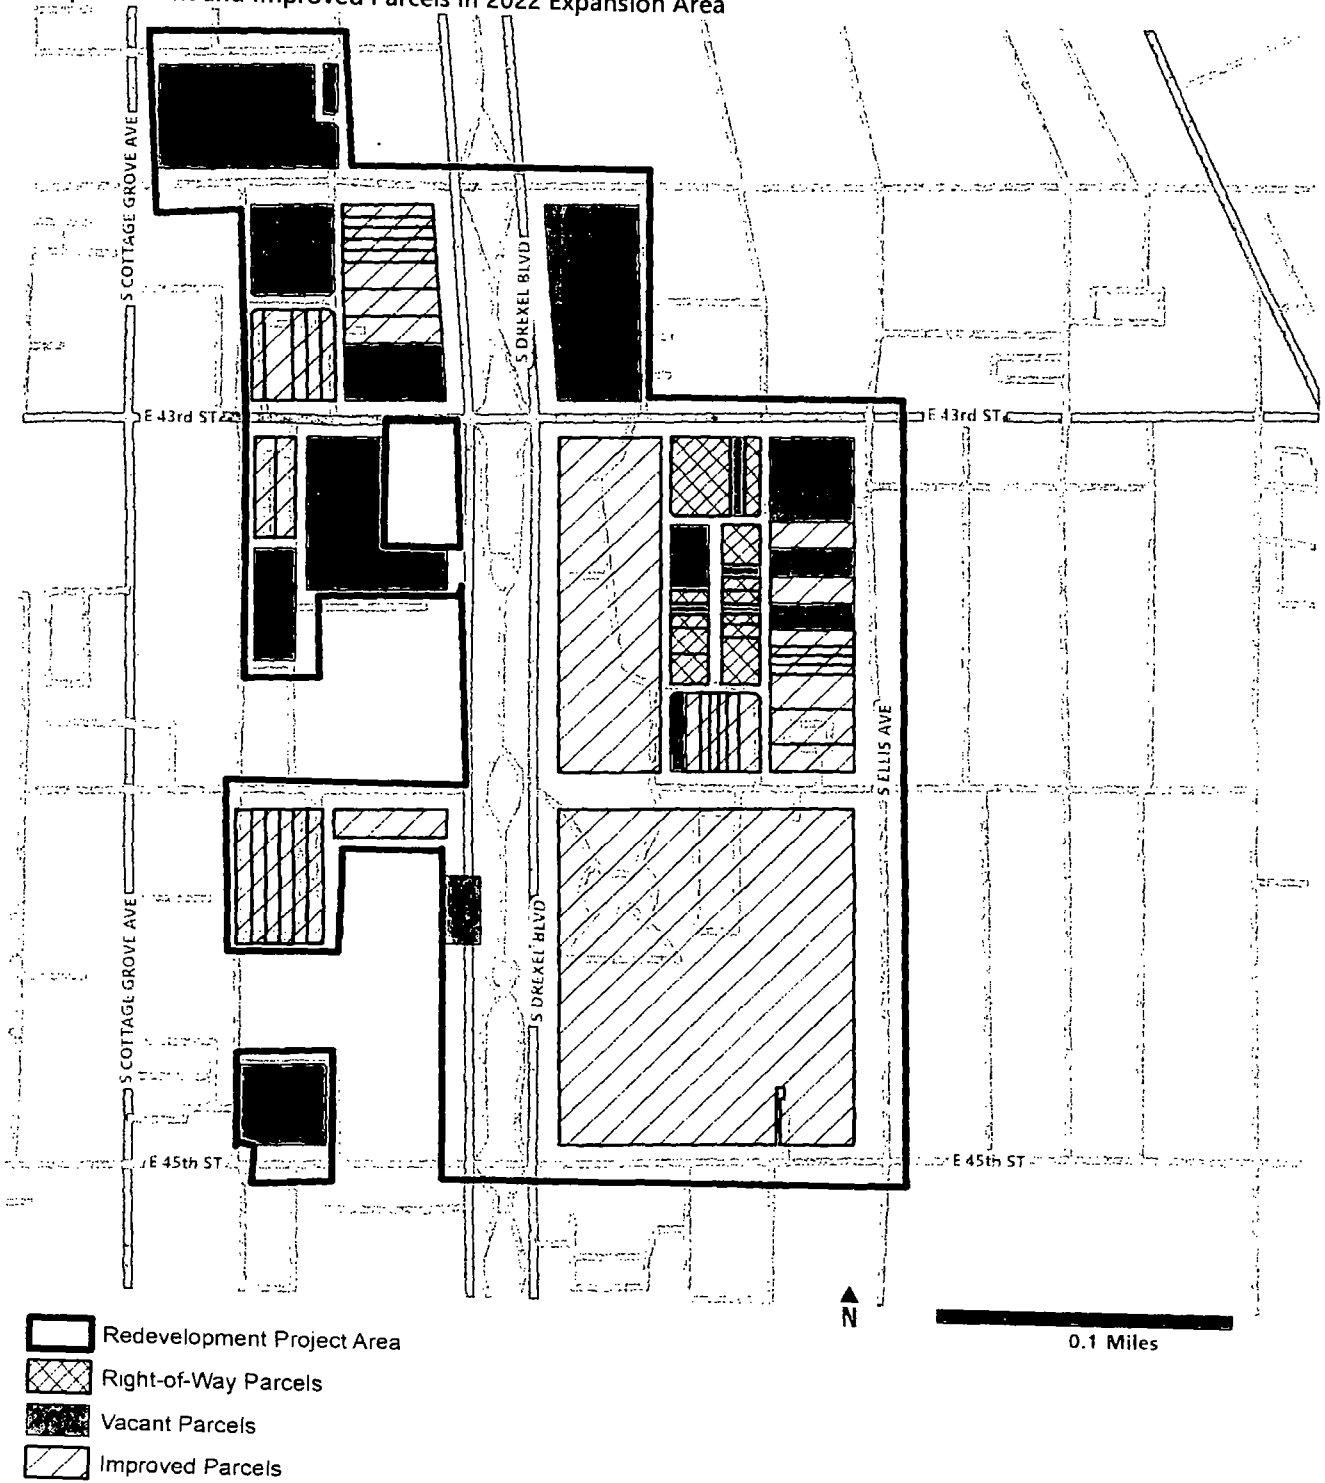 and Improved Parcels in 2022 Expansion Area
S COTTAGE GROVE AVE
S DREXEL BLVD
E 43rd ST
E 43rd ST
S ELLIS AVE
S COTTAGE GROVE AVE
S DREXEL BLVD
E 45th ST
E 45th ST
N
0.1 Miles
Redevelopment Project Area
Right-of-Way Parcels
Vacant Parcels
Improved Parcels